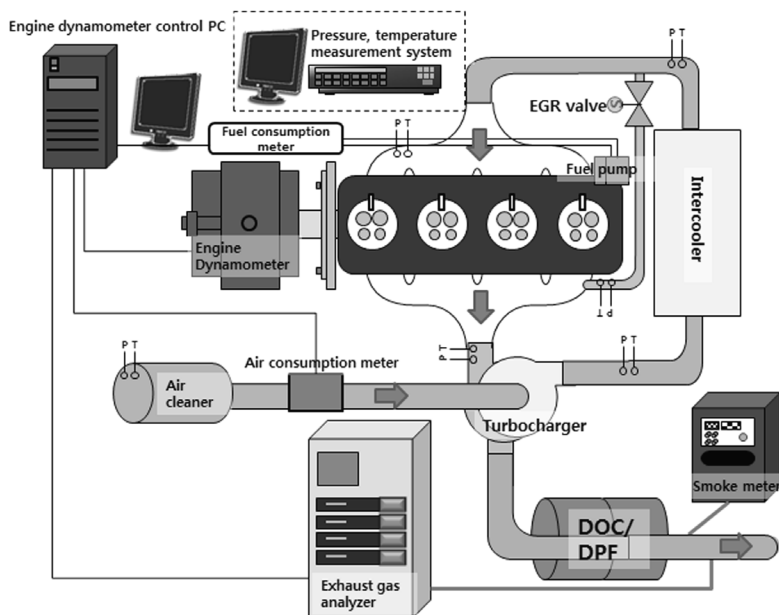 Engine dynamometer control PC
Pressure, temperature
measurement system
P T
EGR valve
Fuel consumption
meter
P T
Fuel pump
Intercooler
Engine
Dynamometer
P T
P T
P T
P T
Air consumption meter
P T
Air
cleaner
Turbocharger
Smoke meter
DOC/
DPF
Exhaust gas
analyzer